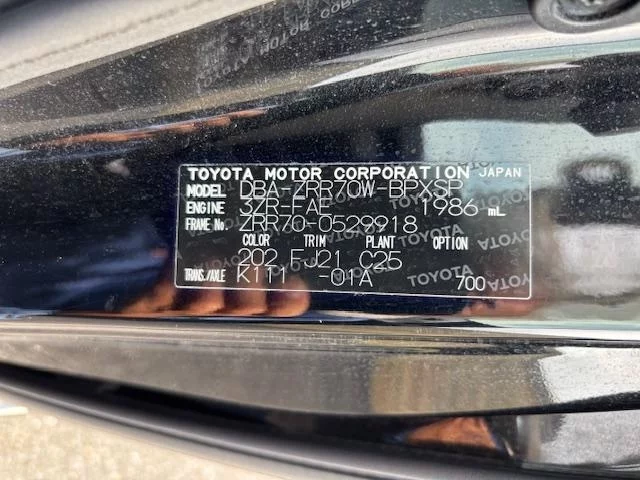 TOYOTA MOTOR CORPORATION JAPAN
MODEL DBA-ZRR70W-BPXSP
ENGINE 3ZR-FAE 1986 mL
FRAME No. ZRR70-0529918
COLOR TRIM PLANT OPTION
202 FJ21 C25
TRANS./AXLE K111 -01A 700